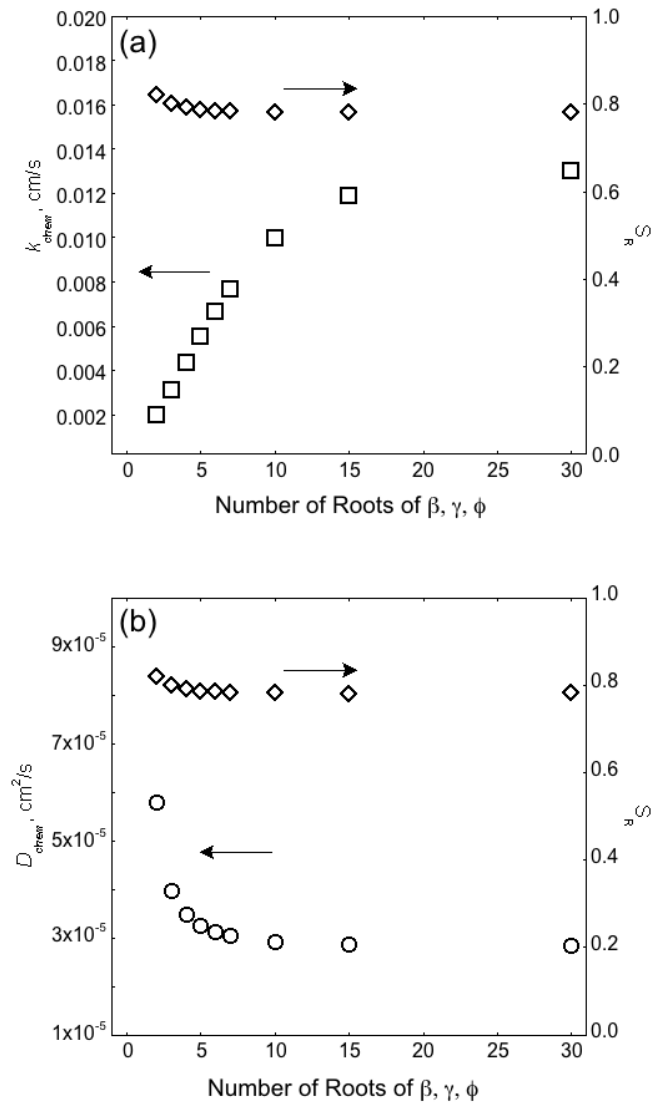 (a)
0.020
0.018
0.016
0.014
0.012
0.010
0.008
0.006
0.004
0.002
k_chem, cm/s
1.0
0.8
0.6
0.4
0.2
0.0
S_R
0 5 10 15 20 25 30
Number of Roots of β, γ, ϕ
(b)
9x10⁻⁵
7x10⁻⁵
5x10⁻⁵
3x10⁻⁵
1x10⁻⁵
D_chem, cm²/s
1.0
0.8
0.6
0.4
0.2
0.0
S_R
0 5 10 15 20 25 30
Number of Roots of β, γ, ϕ